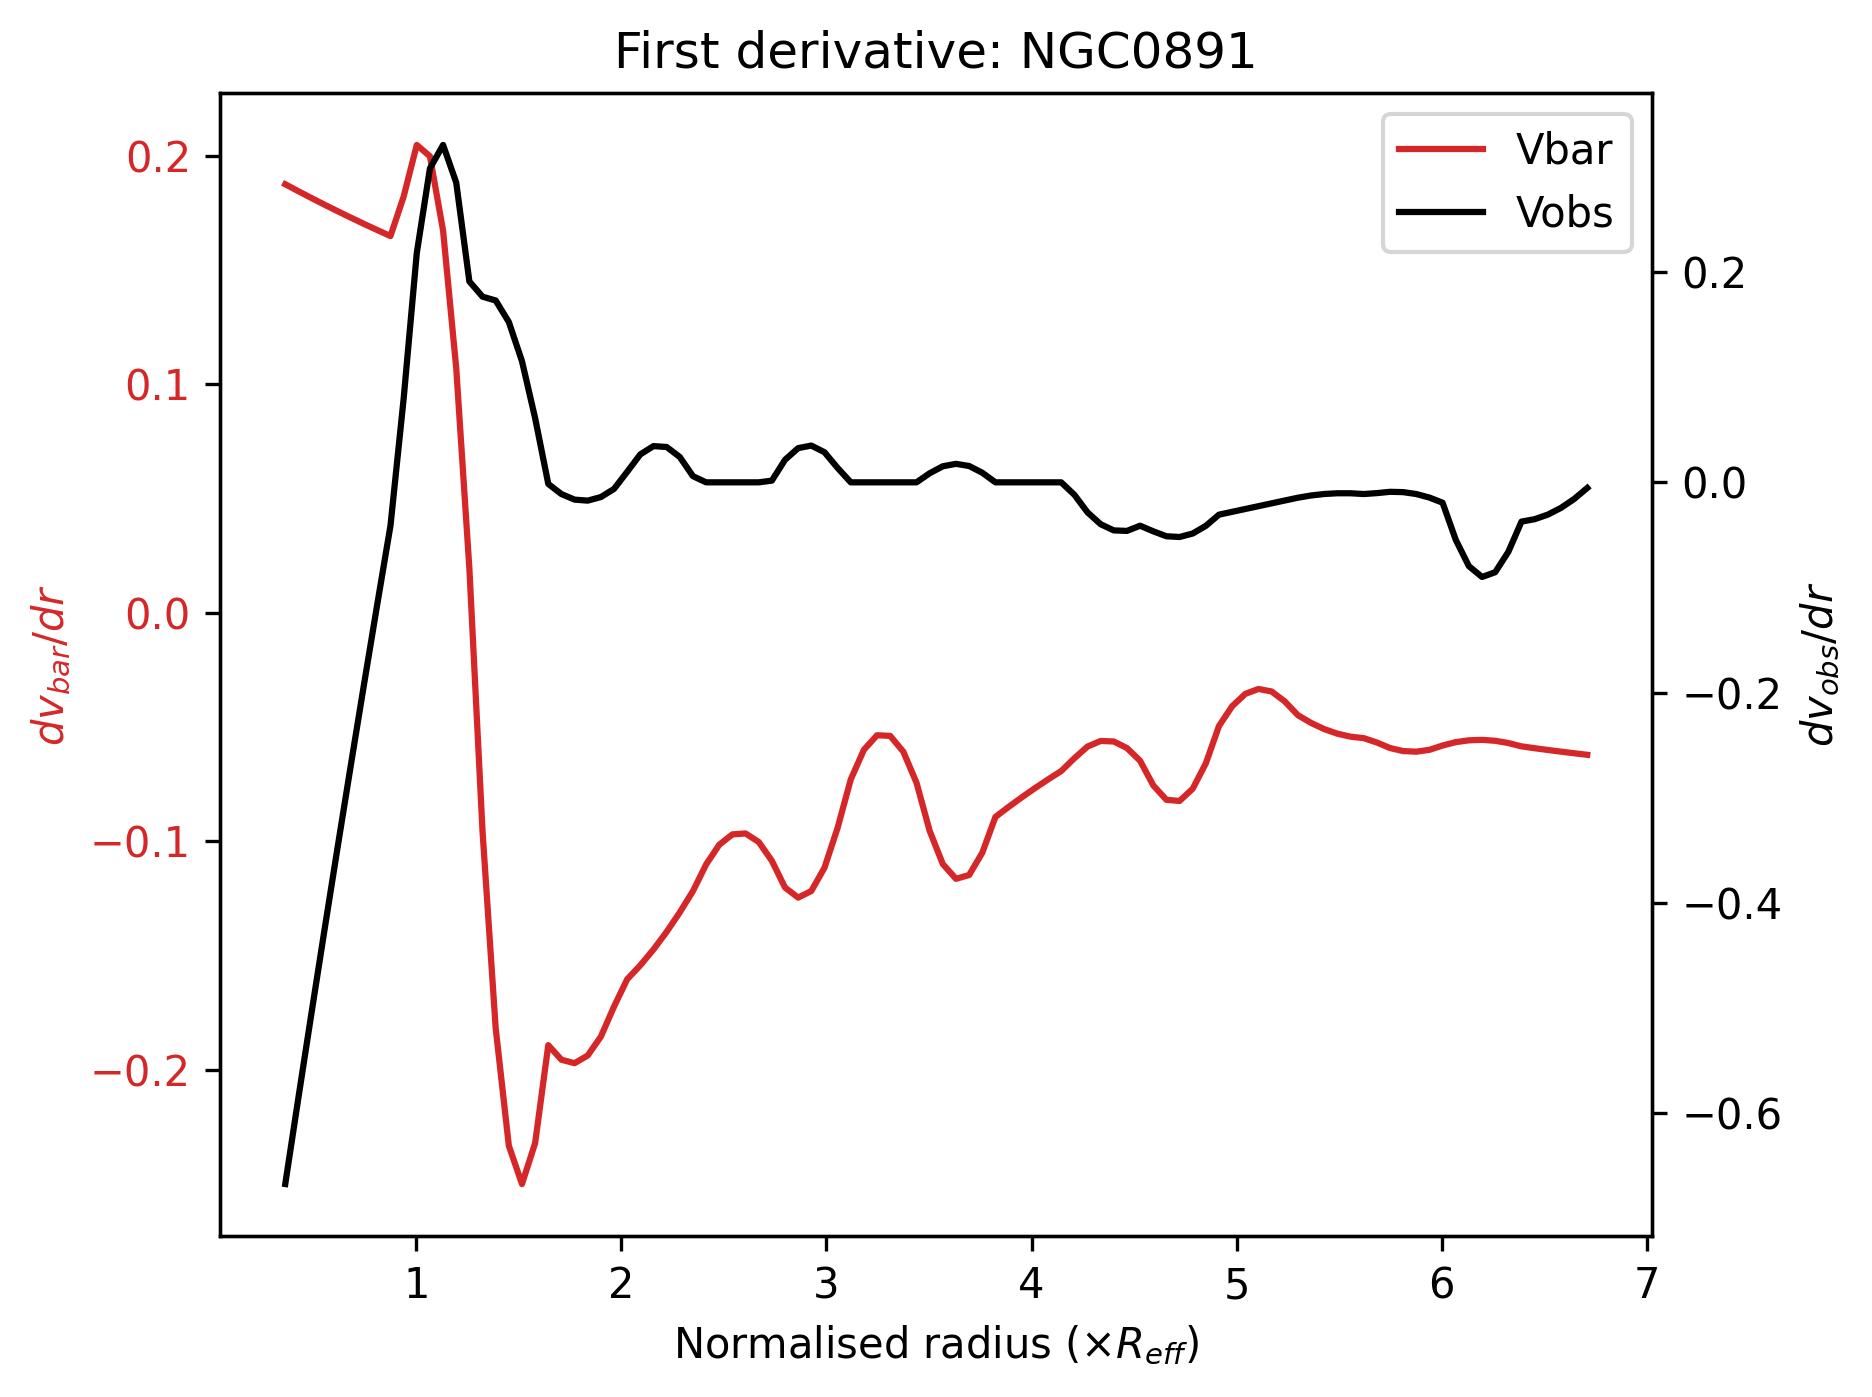 First derivative: NGC0891
Vbar
Vobs
0.2
0.1
0.0
−0.1
−0.2
dv_bar/dr
0.2
0.0
−0.2
−0.4
−0.6
dv_obs/dr
1 2 3 4 5 6 7
Normalised radius (×R_eff)